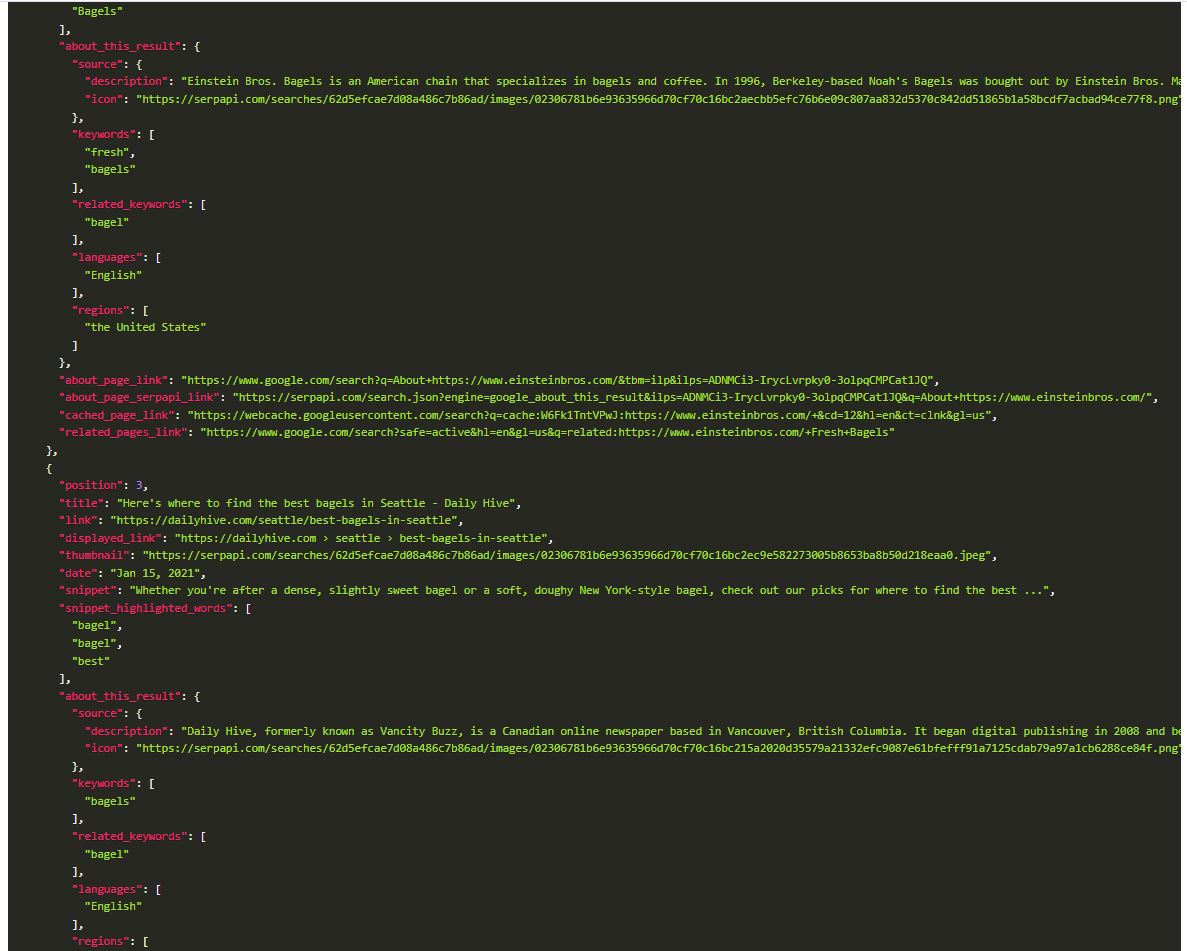 "Bagels"
],
"about_this_result": {
"source": {
"description": "Einstein Bros. Bagels is an American chain that specializes in bagels and coffee. In 1996, Berkeley-based Noah's Bagels was bought out by Einstein Bros. Ma
"icon": "https://serpapi.com/searches/62d5efcae7d08a486c7b86ad/images/02306781b6e93635966d70cf70c16bc2aecbb5efc76b6e09c807aa832d5370c842dd51865b1a58bcdf7acbad94ce77f8.png"
},
"keywords": [
"fresh",
"bagels"
],
"related_keywords": [
"bagel"
],
"languages": [
"English"
],
"regions": [
"the United States"
]
},
"about_page_link": "https://www.google.com/search?q=About+https://www.einsteinbros.com/&tbm=ilp&ilps=ADNMCi3-IrycLvrpky0-3olpqCMPCat1JQ",
"about_page_serpapi_link": "https://serpapi.com/search.json?engine=google_about_this_result&ilps=ADNMCi3-IrycLvrpky0-3olpqCMPCat1JQ&q=About+https://www.einsteinbros.com/",
"cached_page_link": "https://webcache.googleusercontent.com/search?q=cache:W6Fk1TntVPwJ:https://www.einsteinbros.com/+&cd=12&hl=en&ct=clnk&gl=us",
"related_pages_link": "https://www.google.com/search?safe=active&hl=en&gl=us&q=related:https://www.einsteinbros.com/+Fresh+Bagels"
},
{
"position": 3,
"title": "Here's where to find the best bagels in Seattle - Daily Hive",
"link": "https://dailyhive.com/seattle/best-bagels-in-seattle",
"displayed_link": "https://dailyhive.com › seattle › best-bagels-in-seattle",
"thumbnail": "https://serpapi.com/searches/62d5efcae7d08a486c7b86ad/images/02306781b6e93635966d70cf70c16bc2ec9e582273005b8653ba8b50d218eaa0.jpeg",
"date": "Jan 15, 2021",
"snippet": "Whether you're after a dense, slightly sweet bagel or a soft, doughy New York-style bagel, check out our picks for where to find the best ...",
"snippet_highlighted_words": [
"bagel",
"bagel",
"best"
],
"about_this_result": {
"source": {
"description": "Daily Hive, formerly known as Vancity Buzz, is a Canadian online newspaper based in Vancouver, British Columbia. It began digital publishing in 2008 and be
"icon": "https://serpapi.com/searches/62d5efcae7d08a486c7b86ad/images/02306781b6e93635966d70cf70c16bc215a2020d35579a21332efc9087e61bfefff91a7125cdab79a97a1cb6288ce84f.png"
},
"keywords": [
"bagels"
],
"related_keywords": [
"bagel"
],
"languages": [
"English"
],
"regions": [